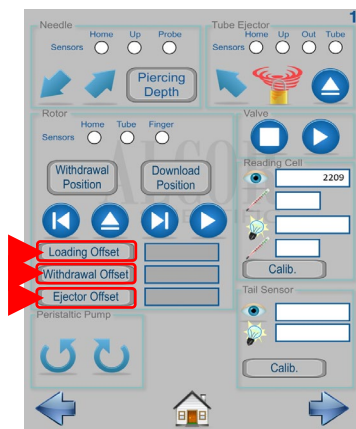 1
Needle
Home Up Probe
Sensors
Piercing
Depth
Tube Ejector
Home Up Out Tube
Sensors
Rotor
Home Tube Finger
Sensors
Withdrawal
Position
Download
Position
Loading Offset
Withdrawal Offset
Ejector Offset
Valve
Reading Cell
2209
Calib.
Tail Sensor
Calib.
Peristaltic Pump